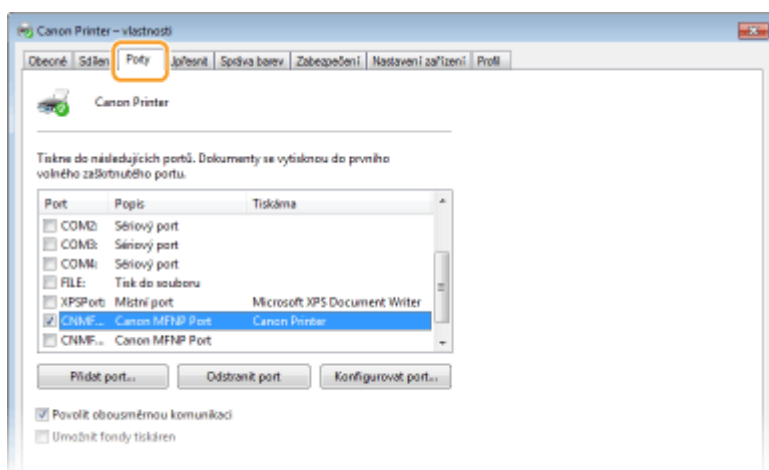 Canon Printer – vlastnosti
Obecné Sdílen Porty Upřesnit Správa barev Zabezpečení Nastavení zařízení Profil
Canon Printer
Tiskne do následujících portů. Dokumenty se vytisknou do prvního
volného zaškrtnutého portu.
Port Popis Tiskárna
COM2: Sériový port
COM3: Sériový port
COM4: Sériový port
FILE: Tisk do souboru
XPSPort: Místní port Microsoft XPS Document Writer
CNMF... Canon MFNP Port Canon Printer
CNMF... Canon MFNP Port
Přidat port... Odstranit port Konfigurovat port...
Povolit obousměrnou komunikaci
Umožnit fondy tiskáren